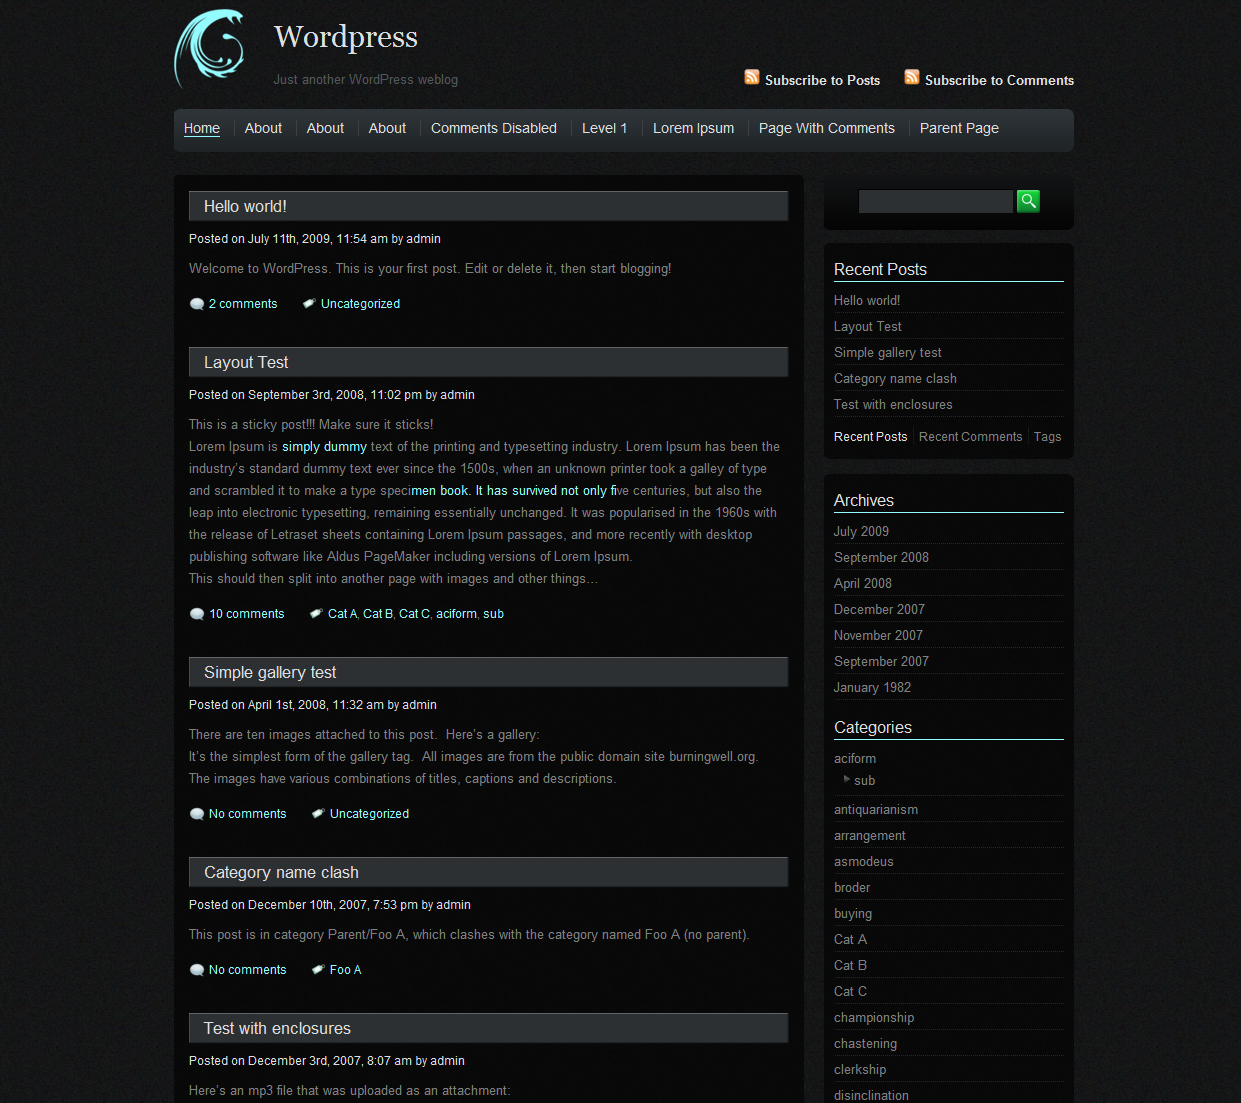 Wordpress
Just another WordPress weblog
Subscribe to Posts
Subscribe to Comments
Home
About
About
About
Comments Disabled
Level 1
Lorem Ipsum
Page With Comments
Parent Page
Hello world!
Posted on July 11th, 2009, 11:54 am by admin
Welcome to WordPress. This is your first post. Edit or delete it, then start blogging!
2 comments
Uncategorized
Layout Test
Posted on September 3rd, 2008, 11:02 pm by admin
This is a sticky post!!! Make sure it sticks!
Lorem Ipsum is simply dummy text of the printing and typesetting industry. Lorem Ipsum has been the
industry's standard dummy text ever since the 1500s, when an unknown printer took a galley of type
and scrambled it to make a type specimen book. It has survived not only five centuries, but also the
leap into electronic typesetting, remaining essentially unchanged. It was popularised in the 1960s with
the release of Letraset sheets containing Lorem Ipsum passages, and more recently with desktop
publishing software like Aldus PageMaker including versions of Lorem Ipsum.
This should then split into another page with images and other things…
10 comments
Cat A, Cat B, Cat C, aciform, sub
Simple gallery test
Posted on April 1st, 2008, 11:32 am by admin
There are ten images attached to this post.  Here's a gallery:
It's the simplest form of the gallery tag.  All images are from the public domain site burningwell.org.
The images have various combinations of titles, captions and descriptions.
No comments
Uncategorized
Category name clash
Posted on December 10th, 2007, 7:53 pm by admin
This post is in category Parent/Foo A, which clashes with the category named Foo A (no parent).
No comments
Foo A
Test with enclosures
Posted on December 3rd, 2007, 8:07 am by admin
Here's an mp3 file that was uploaded as an attachment:
Recent Posts
Hello world!
Layout Test
Simple gallery test
Category name clash
Test with enclosures
Recent Posts
Recent Comments
Tags
Archives
July 2009
September 2008
April 2008
December 2007
November 2007
September 2007
January 1982
Categories
aciform
sub
antiquarianism
arrangement
asmodeus
broder
buying
Cat A
Cat B
Cat C
championship
chastening
clerkship
disinclination